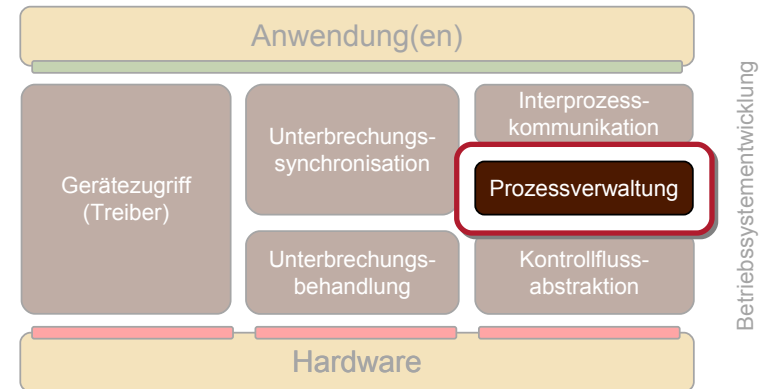 Anwendung(en)
Gerätezugriff
(Treiber)
Unterbrechungs-
synchronisation
Unterbrechungs-
behandlung
Interprozess-
kommunikation
Prozessverwaltung
Kontrollfluss-
abstraktion
Hardware
Betriebssystementwicklung